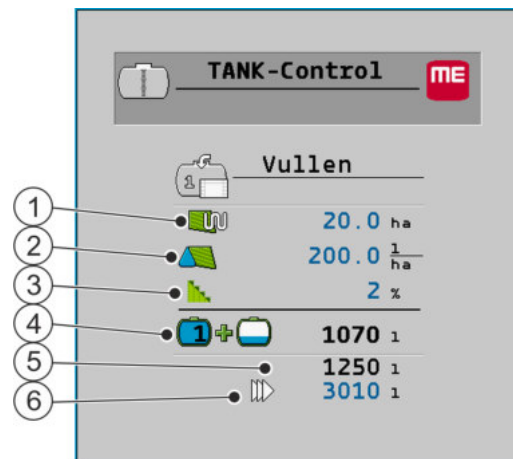 TANK-Control
ME
1
Vullen
1
20.0 ha
2
200.0 l/ha
3
2 %
4
1 + 1070 l
5
1250 l
6
3010 l